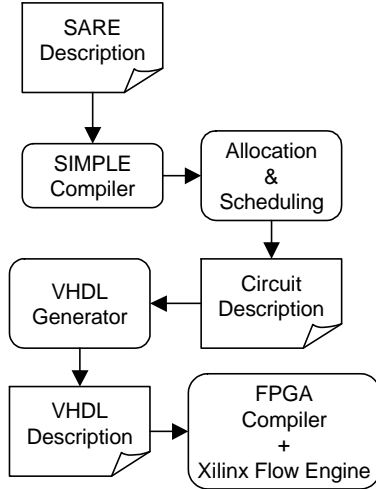 SARE
Description
SIMPLE
Compiler
Allocation
&
Scheduling
Circuit
Description
VHDL
Generator
VHDL
Description
FPGA
Compiler
+
Xilinx Flow Engine